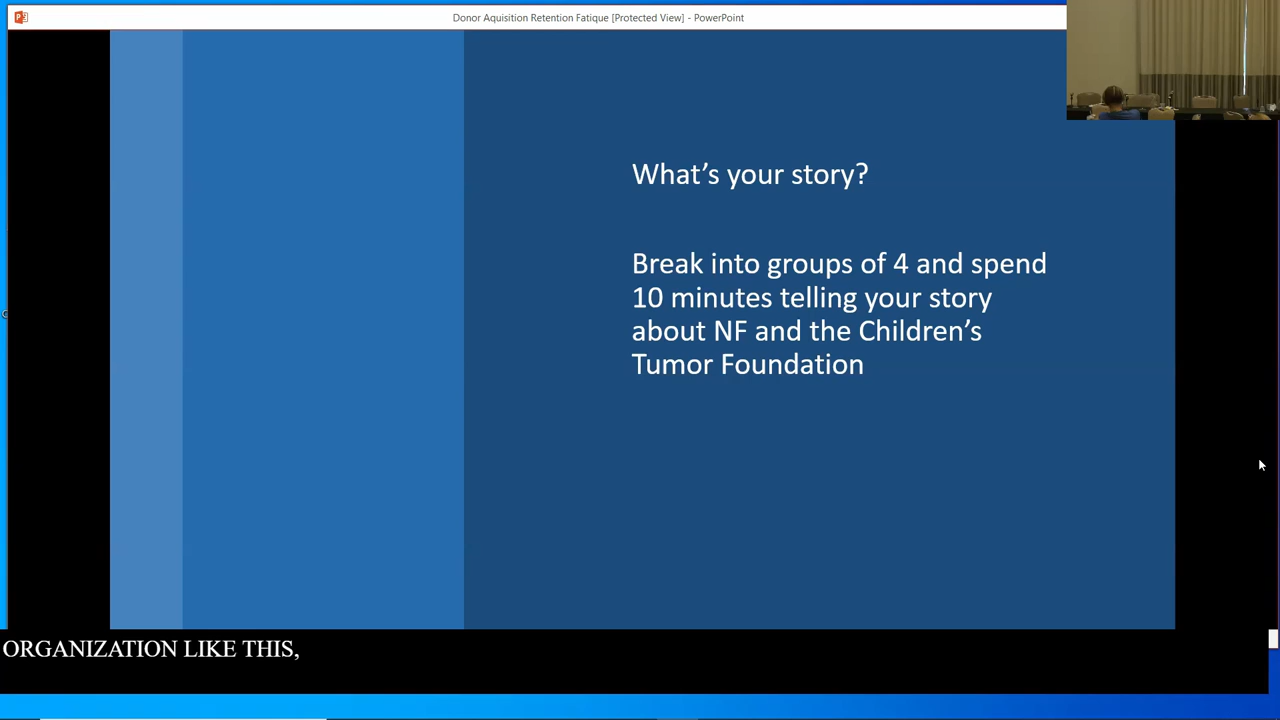 Donor Aquisition Retention Fatique [Protected View] - PowerPoint
What's your story?
Break into groups of 4 and spend
10 minutes telling your story
about NF and the Children's
Tumor Foundation
ORGANIZATION LIKE THIS,